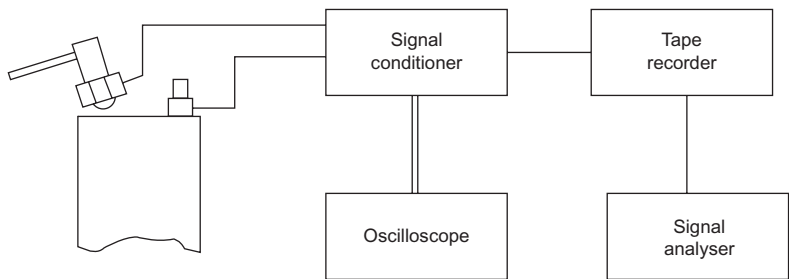 Signal
conditioner
Tape
recorder
Oscilloscope
Signal
analyser